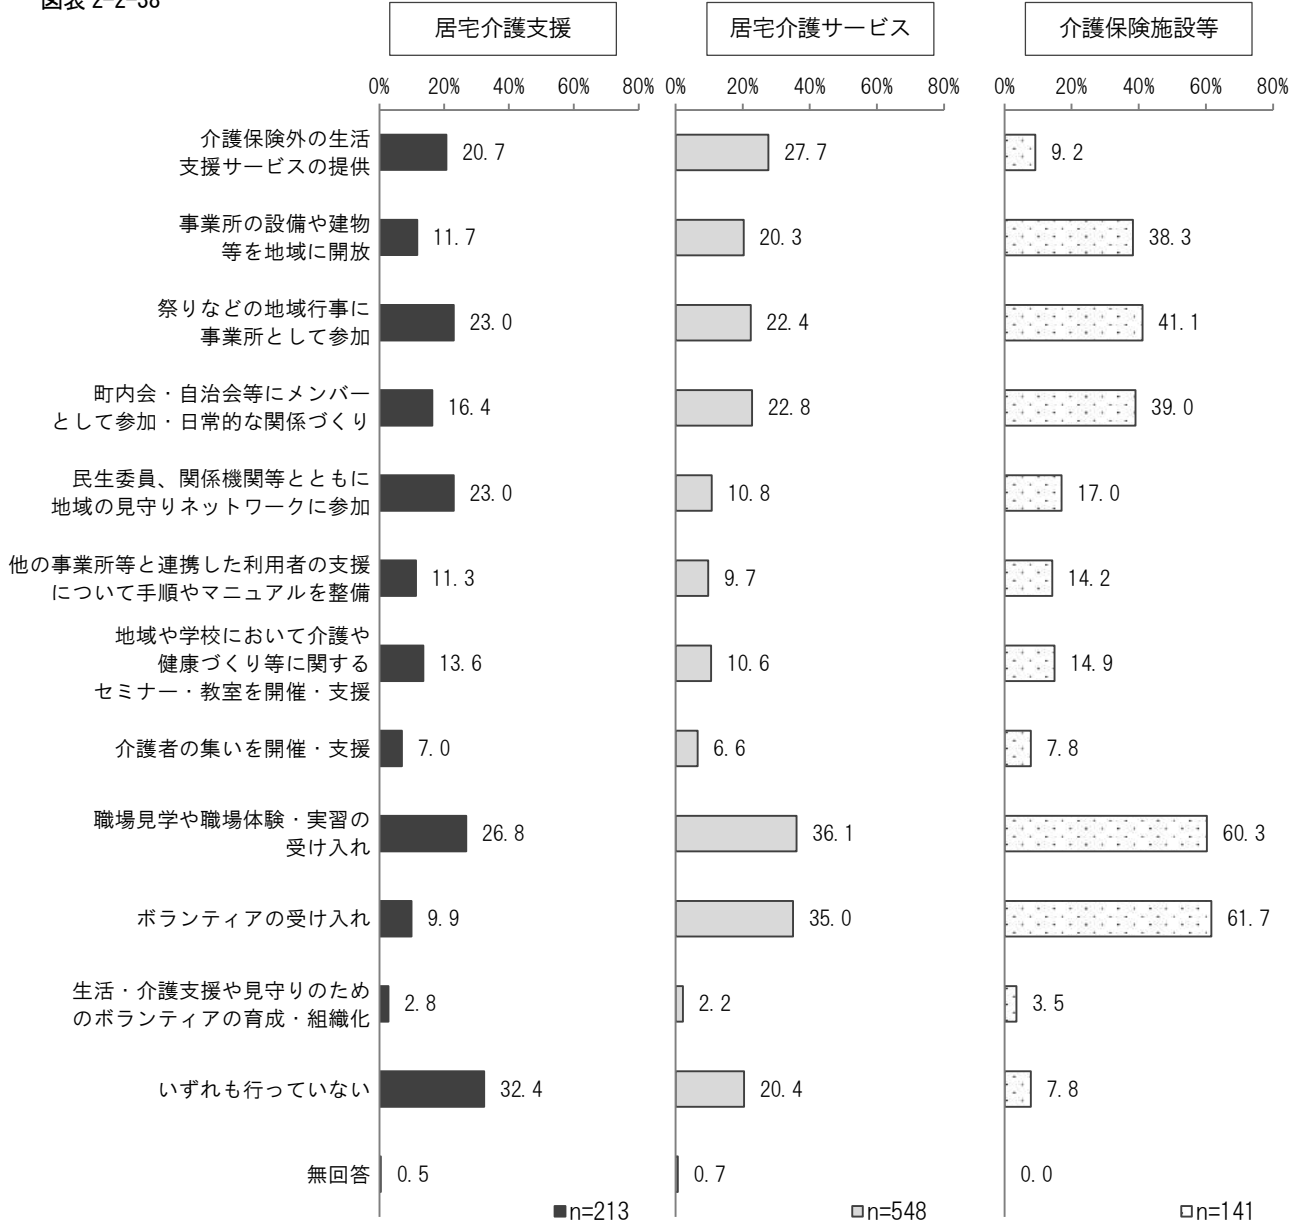 図表 2-2-38
居宅介護支援 居宅介護サービス 介護保険施設等
0% 20% 40% 60% 80% 0% 20% 40% 60% 80% 0% 20% 40% 60% 80%
介護保険外の生活
支援サービスの提供
20.7 27.7 9.2
事業所の設備や建物
等を地域に開放
11.7 20.3 38.3
祭りなどの地域行事に
事業所として参加
23.0 22.4 41.1
町内会・自治会等にメンバー
として参加・日常的な関係づくり
16.4 22.8 39.0
民生委員、関係機関等とともに
地域の見守りネットワークに参加
23.0 10.8 17.0
他の事業所等と連携した利用者の支援
について手順やマニュアルを整備
11.3 9.7 14.2
地域や学校において介護や
健康づくり等に関する
セミナー・教室を開催・支援
13.6 10.6 14.9
介護者の集いを開催・支援 7.0 6.6 7.8
職場見学や職場体験・実習の
受け入れ
26.8 36.1 60.3
ボランティアの受け入れ 9.9 35.0 61.7
生活・介護支援や見守りのため
のボランティアの育成・組織化
2.8 2.2 3.5
いずれも行っていない 32.4 20.4 7.8
無回答 0.5 0.7 0.0
n=213 n=548 n=141